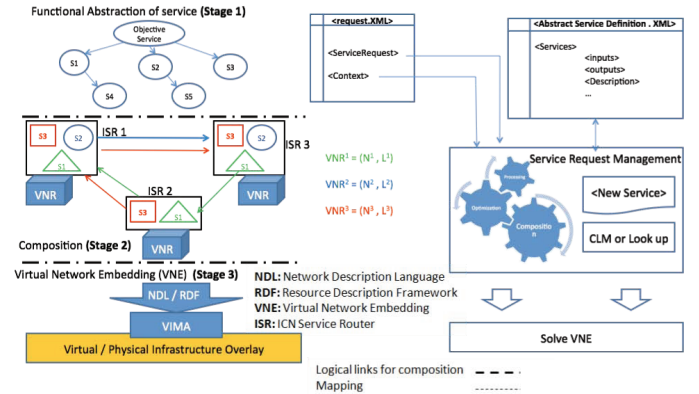 Functional Abstraction of service (Stage 1)
Objective
Service
S1
S2
S3
S4
S5
ISR 1
S3
S2
S1
VNR
ISR 3
S3
S2
S1
VNR
ISR 2
S3
S1
VNR
VNR¹ = (N¹ , L¹)
VNR² = (N² , L²)
VNR³ = (N³ , L³)
Composition (Stage 2)
Virtual Network Embedding (VNE) (Stage 3)
NDL / RDF
VIMA
Virtual / Physical Infrastructure Overlay
NDL: Network Description Language
RDF: Resource Description Framework
VNE: Virtual Network Embedding
ISR: ICN Service Router
<request.XML>
<ServiceRequest>
<Context>
<Abstract Service Definition . XML>
<Services>
<inputs>
<outputs>
<Description>
...
Service Request Management
Processing
Optimization
Compositio
n
<New Service>
CLM or Look up
Solve VNE
Logical links for composition
Mapping